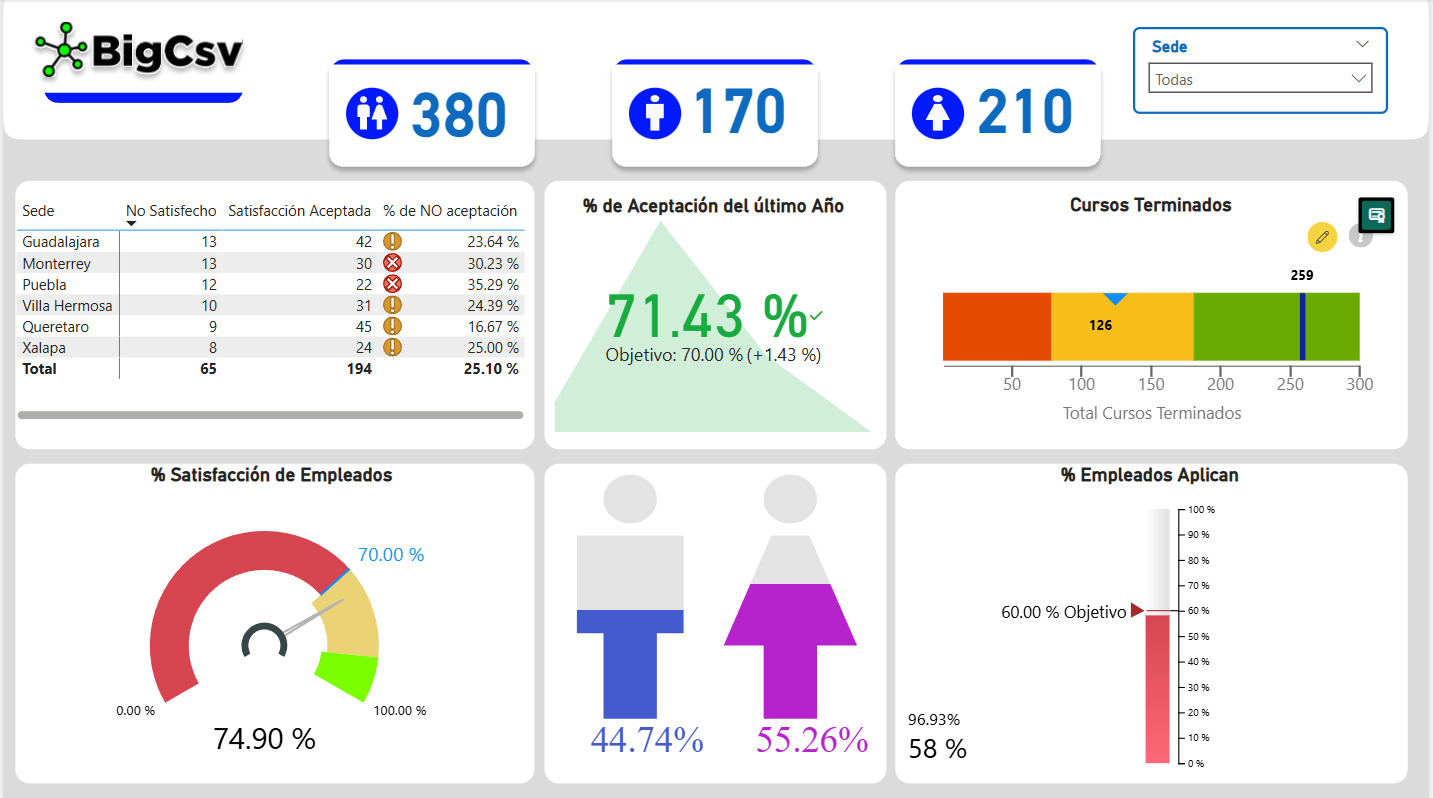 BigCsv
380
170
210
Sede
Todas
Sede No Satisfecho Satisfacción Aceptada % de NO aceptación
Guadalajara 13 42 23.64 %
Monterrey 13 30 30.23 %
Puebla 12 22 35.29 %
Villa Hermosa 10 31 24.39 %
Queretaro 9 45 16.67 %
Xalapa 8 24 25.00 %
Total 65 194 25.10 %
% de Aceptación del último Año
71.43 %
Objetivo: 70.00 % (+1.43 %)
Cursos Terminados
i
259
126
50 100 150 200 250 300
Total Cursos Terminados
% Satisfacción de Empleados
70.00 %
0.00 % 100.00 %
74.90 %
44.74% 55.26%
% Empleados Aplican
100 %
90 %
80 %
70 %
60.00 % Objetivo 60 %
50 %
40 %
30 %
20 %
10 %
0 %
96.93%
58 %